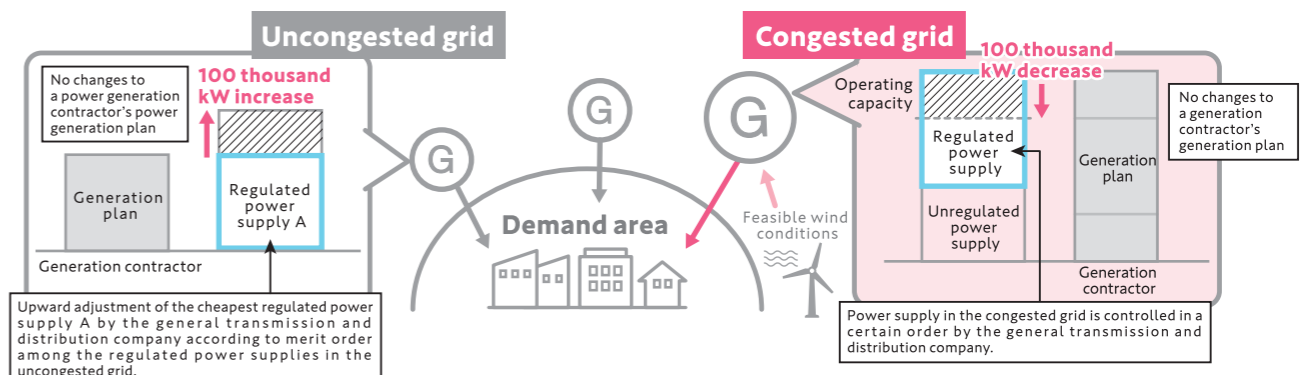 Uncongested grid
No changes to
a power generation
contractor's power
generation plan
100 thousand
kW increase
Generation
plan
Regulated
power
supply A
Generation contractor
Upward adjustment of the cheapest regulated power
supply A by the general transmission and
distribution company according to merit order
among the regulated power supplies in the
uncongested grid.
G
G
G
Demand area
Feasible wind
conditions
Congested grid
100 thousand
kW decrease
Operating
capacity
Regulated
power
supply
Unregulated
power
supply
Generation
plan
Generation
contractor
No changes to
a generation
contractor's
generation plan
Power supply in the congested grid is controlled in a
certain order by the general transmission and
distribution company.